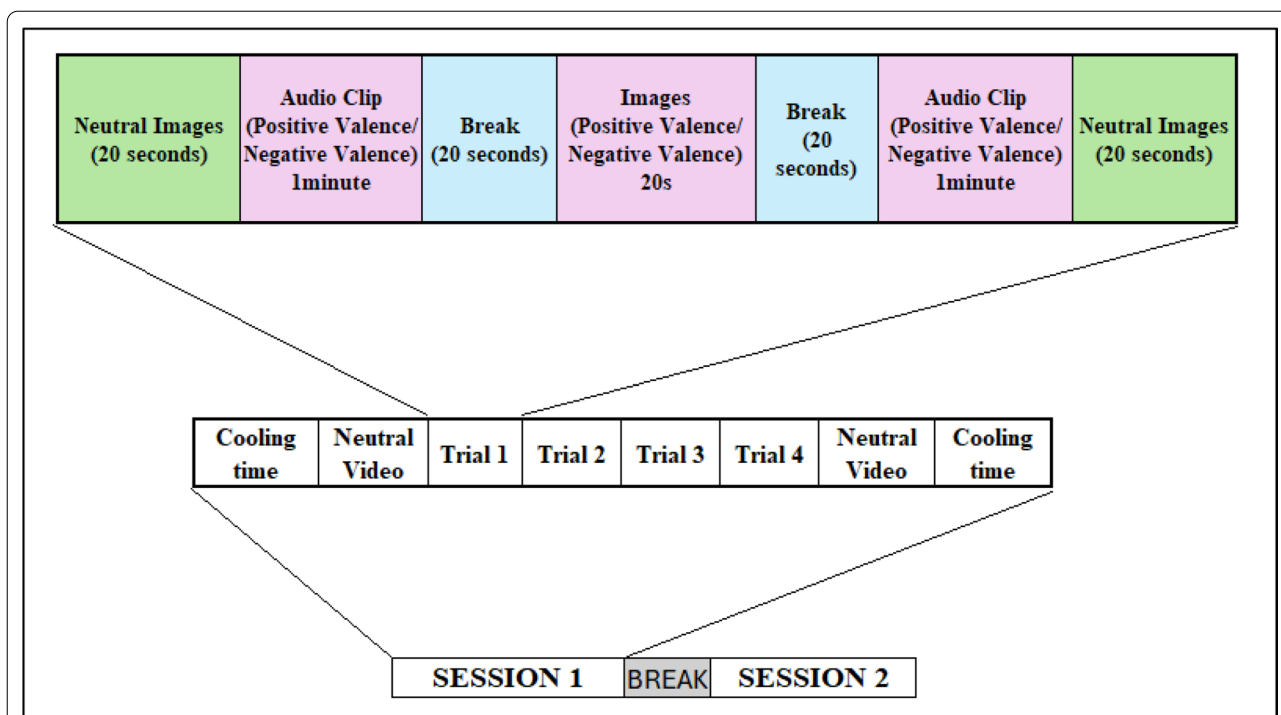 Neutral Images
(20 seconds)
Audio Clip
(Positive Valence/
Negative Valence)
1minute
Break
(20 seconds)
Images
(Positive Valence/
Negative Valence)
20s
Break
(20
seconds)
Audio Clip
(Positive Valence/
Negative Valence)
1minute
Neutral Images
(20 seconds)
Cooling
time
Neutral
Video
Trial 1
Trial 2
Trial 3
Trial 4
Neutral
Video
Cooling
time
SESSION 1
BREAK
SESSION 2